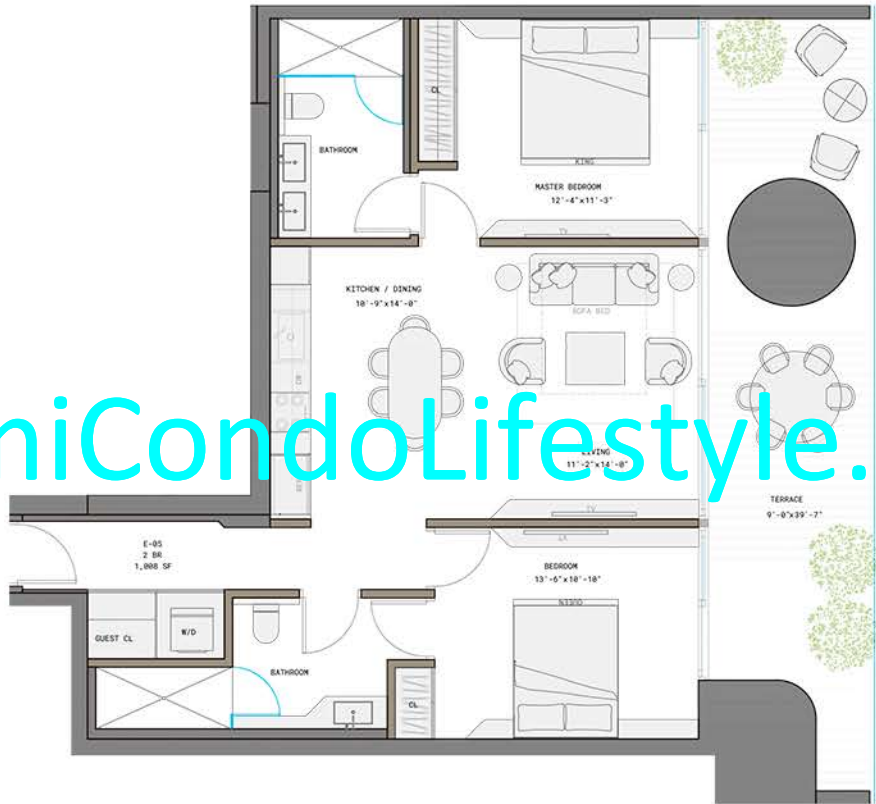 CL
BATHROOM
KING
MASTER BEDROOM
12'-4"x11'-3"
TV
KITCHEN / DINING
10'-9"x14'-0"
SOFA BED
DW
niCondoLifestyle.
LIVING
11'-2"x14'-0"
TV
TERRACE
9'-0"x39'-7"
E-05
2 BR
1,008 SF
TV
BEDROOM
13'-6"x10'-10"
QUEEN
GUEST CL
W/D
BATHROOM
CL